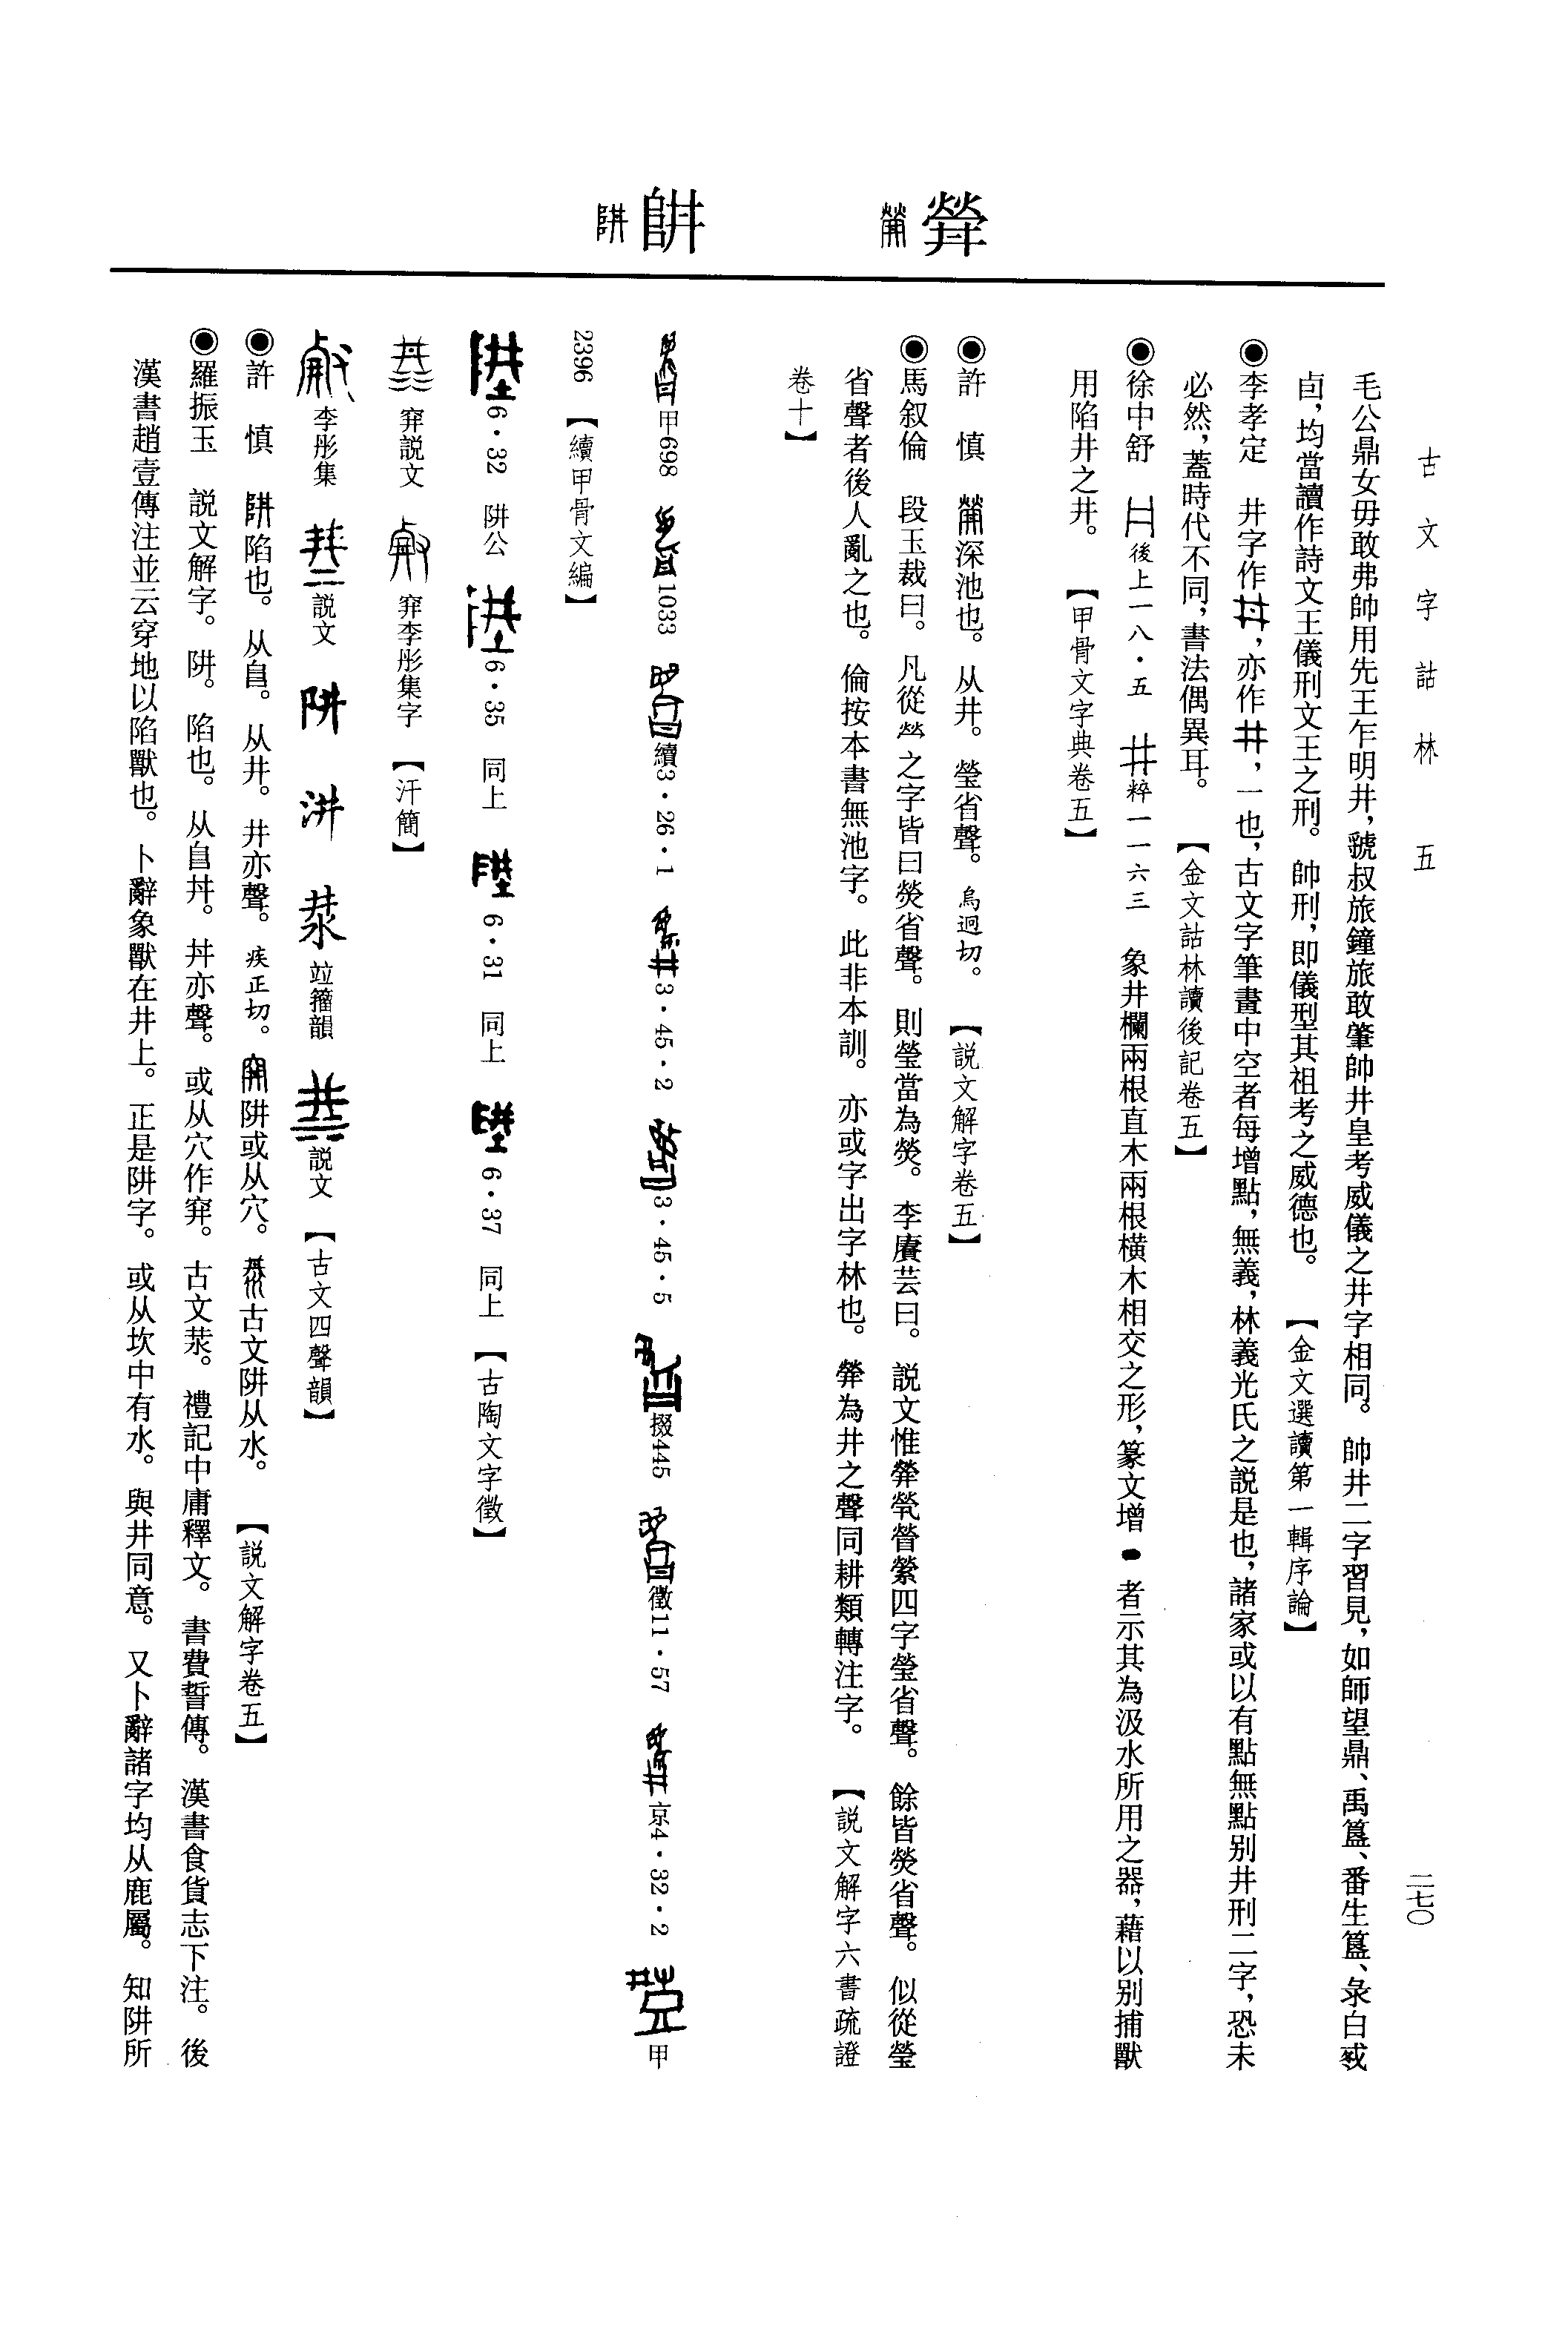 古文字詁林　五
二七〇
毛公鼎女毋敢弗帥用先王乍明井，虢叔旅鐘旅敢肇帥井皇考威儀之井字相同。帥井二字習見，如師望鼎、禹簋、番生簋、彔白㦰
卣，均當讀作詩文王儀刑文王之刑。帥刑，即儀型其祖考之威德也。　【金文選讀第一輯序論】
◉李孝定　井字作丼，亦作井，一也，古文字筆畫中空者每增點，無義，林義光氏之説是也，諸家或以有點無點别井刑二字，恐未
必然，蓋時代不同，書法偶異耳。　【金文詁林讀後記卷五】
◉徐中舒　後上一八・五　粹一一六三　象井欄兩根直木兩根橫木相交之形，篆文增●者示其為汲水所用之器，藉以别捕獸
用陷井之井。　【甲骨文字典卷五】
䁝
◉許　慎　深池也。从井。瑩省聲。烏迥切。　【説文解字卷五】
◉馬叙倫　段玉裁曰。凡從𤇾之字皆曰熒省聲。則瑩當為熒。李賡芸曰。説文惟䁝甇謍縈四字瑩省聲。餘皆熒省聲。似從瑩
省聲者後人亂之也。倫按本書無池字。此非本訓。亦或字出字林也。䁝為井之聲同耕類轉注字。　【説文解字六書疏證
卷十】
阱
甲698　1033　續3・26・1　3・45・2　3・45・5　掇445　徵11・57　京4・32・2　甲
2396　【續甲骨文編】
6・32　阱公　6・35　同上　6・31　同上　6・37　同上　【古陶文字徵】
穽説文　穽李彤集字　【汗簡】
李彤集　説文　阱　汬　竝籀韻　説文　【古文四聲韻】
◉許　慎　陷也。从𨸏。从井。井亦聲。疾正切。阱或从穴。古文阱从水。　【説文解字卷五】
◉羅振玉　説文解字。阱。陷也。从𨸏丼。丼亦聲。或从穴作穽。古文汬。禮記中庸釋文。書費誓傳。漢書食貨志下注。後
漢書趙壹傳注並云穿地以陷獸也。卜辭象獸在井上。正是阱字。或从坎中有水。與井同意。又卜辭諸字均从鹿屬。知阱所